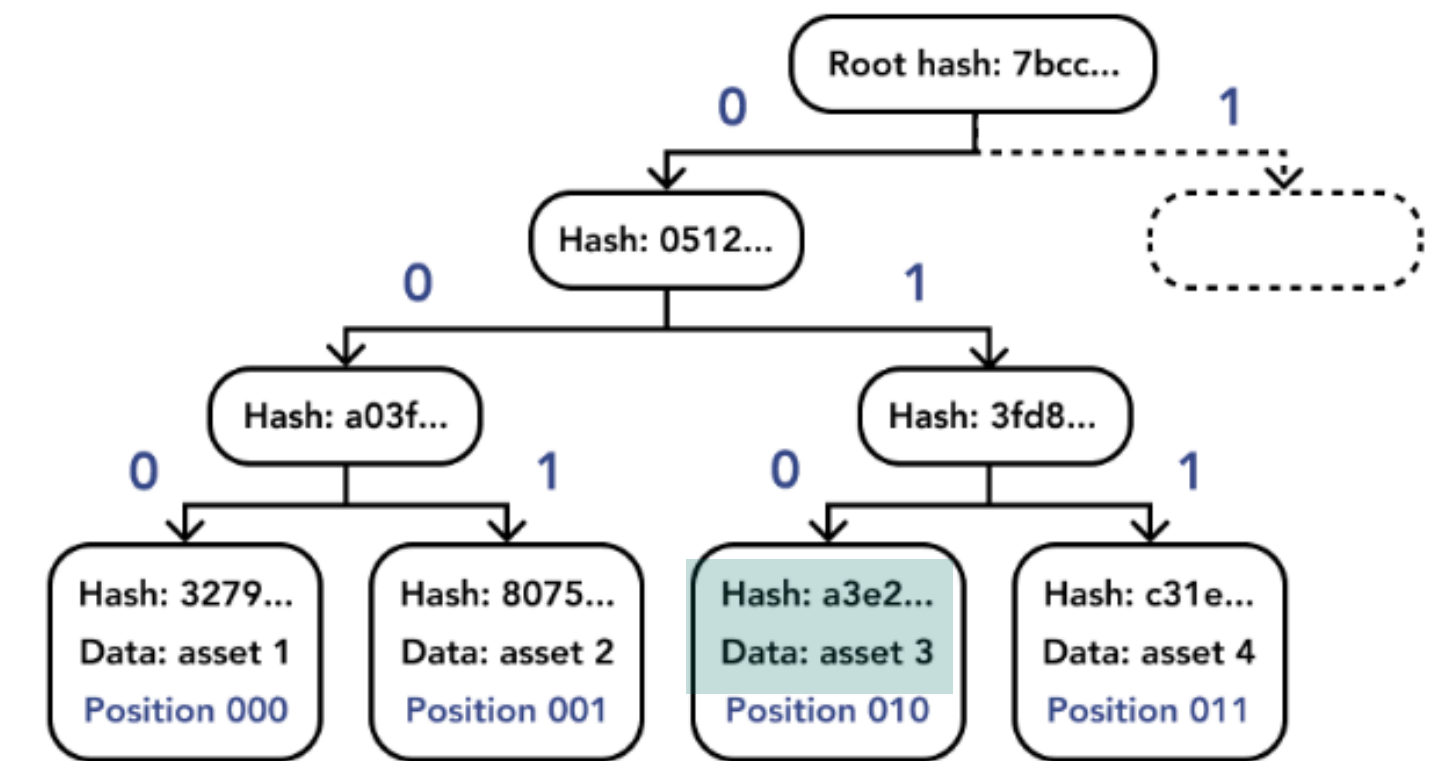 Root hash: 7bcc...
0
1
Hash: 0512...
0
1
Hash: a03f...
Hash: 3fd8...
0
1
0
1
Hash: 3279...
Data: asset 1
Position 000
Hash: 8075...
Data: asset 2
Position 001
Hash: a3e2...
Data: asset 3
Position 010
Hash: c31e...
Data: asset 4
Position 011